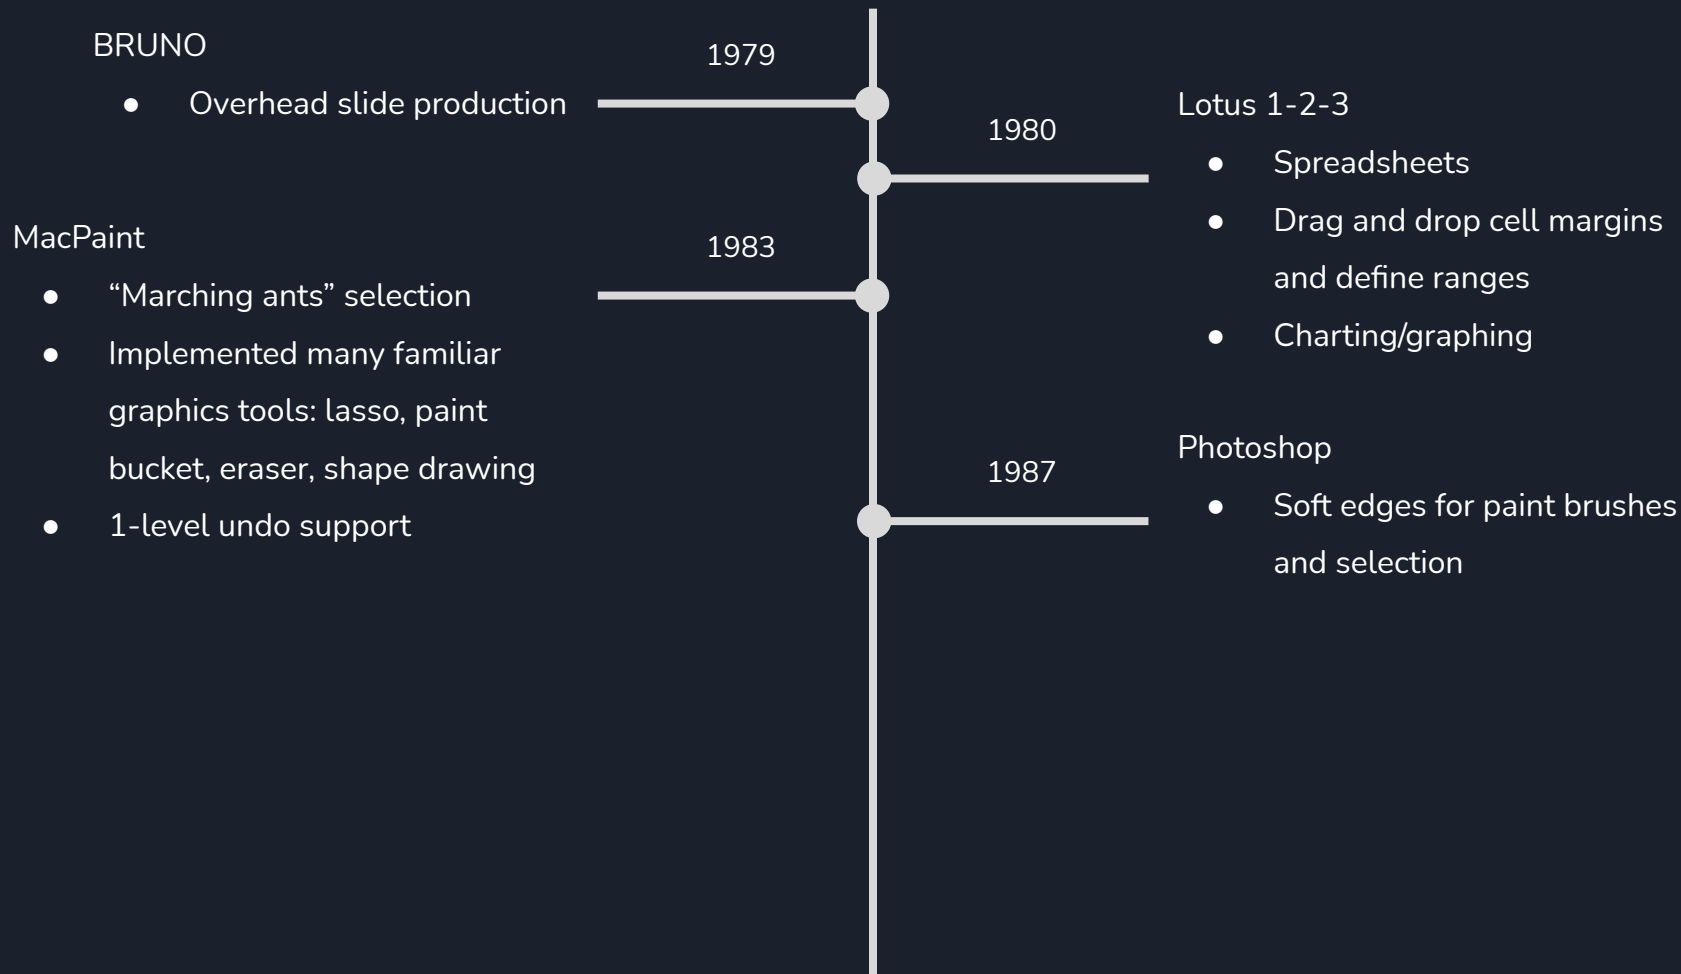 BRUNO
● Overhead slide production
1979
1980
Lotus 1-2-3
● Spreadsheets
● Drag and drop cell margins
and define ranges
● Charting/graphing
MacPaint
● “Marching ants” selection
● Implemented many familiar
graphics tools: lasso, paint
bucket, eraser, shape drawing
● 1-level undo support
1983
1987
Photoshop
● Soft edges for paint brushes
and selection